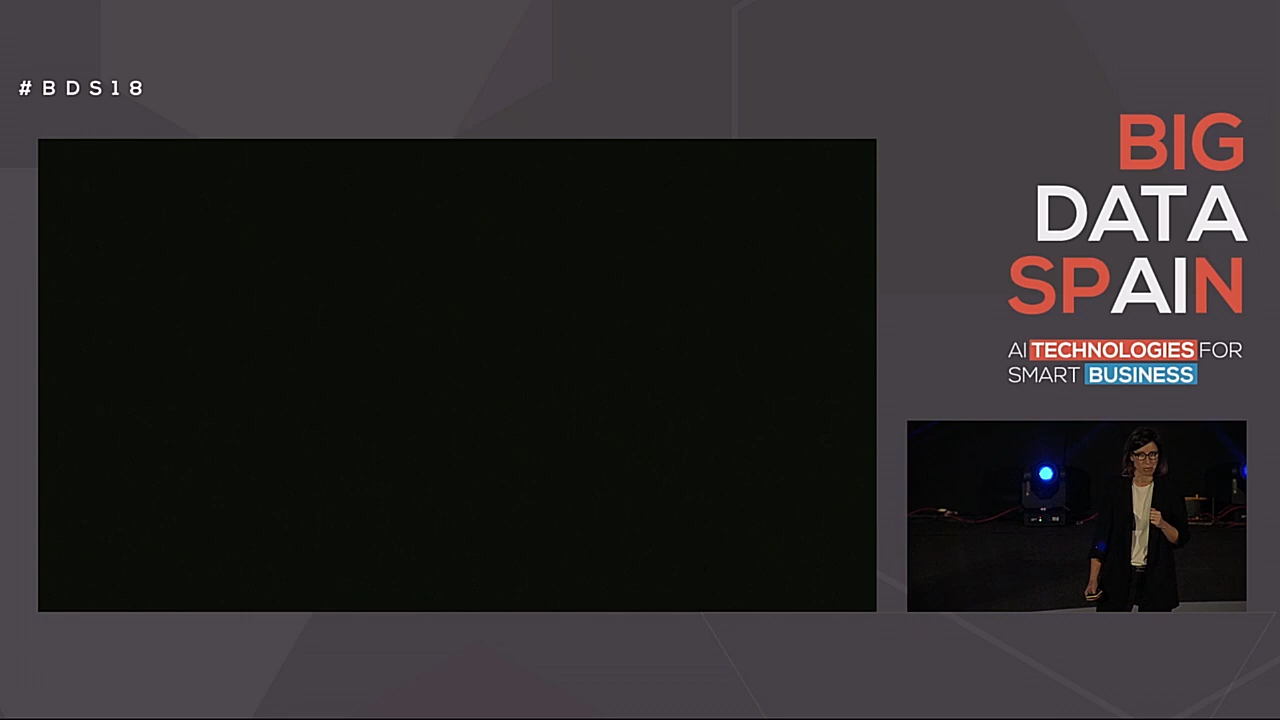 #BDS18
BIG
DATA
SPAIN
AI TECHNOLOGIES FOR
SMART BUSINESS